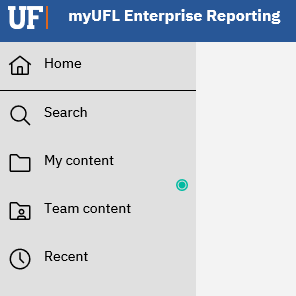 UF myUFL Enterprise Reporting
Home
Search
My content
Team content
Recent